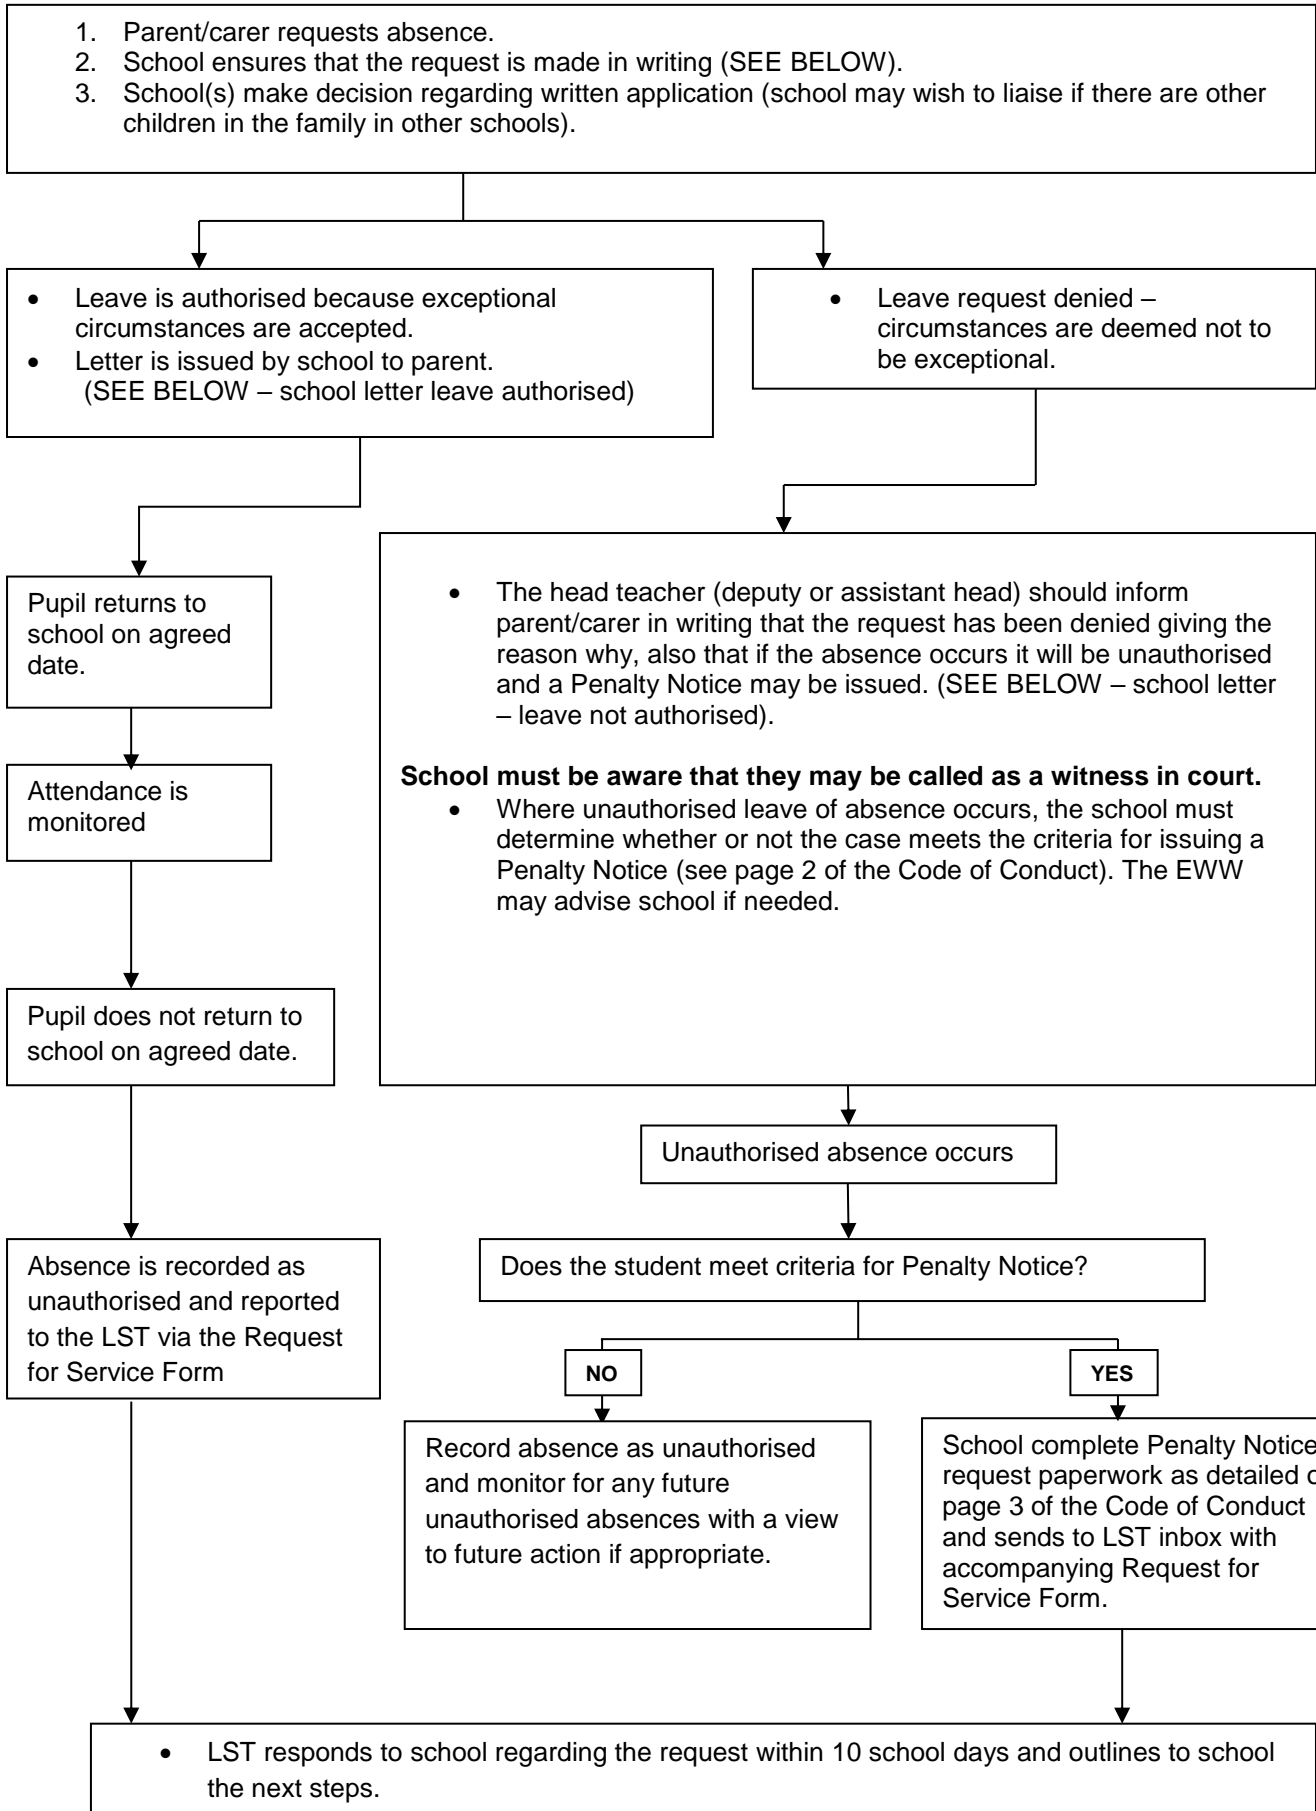 1. Parent/carer requests absence.
2. School ensures that the request is made in writing (SEE BELOW).
3. School(s) make decision regarding written application (school may wish to liaise if there are other
children in the family in other schools).
• Leave is authorised because exceptional
circumstances are accepted.
• Letter is issued by school to parent.
(SEE BELOW – school letter leave authorised)
• Leave request denied –
circumstances are deemed not to
be exceptional.
Pupil returns to
school on agreed
date.
Attendance is
monitored
Pupil does not return to
school on agreed date.
Absence is recorded as
unauthorised and reported
to the LST via the Request
for Service Form
• The head teacher (deputy or assistant head) should inform
parent/carer in writing that the request has been denied giving the
reason why, also that if the absence occurs it will be unauthorised
and a Penalty Notice may be issued. (SEE BELOW – school letter
– leave not authorised).
School must be aware that they may be called as a witness in court.
• Where unauthorised leave of absence occurs, the school must
determine whether or not the case meets the criteria for issuing a
Penalty Notice (see page 2 of the Code of Conduct). The EWW
may advise school if needed.
Unauthorised absence occurs
Does the student meet criteria for Penalty Notice?
NO
YES
Record absence as unauthorised
and monitor for any future
unauthorised absences with a view
to future action if appropriate.
School complete Penalty Notice
request paperwork as detailed
page 3 of the Code of Conduct
and sends to LST inbox with
accompanying Request for
Service Form.
• LST responds to school regarding the request within 10 school days and outlines to school
the next steps.